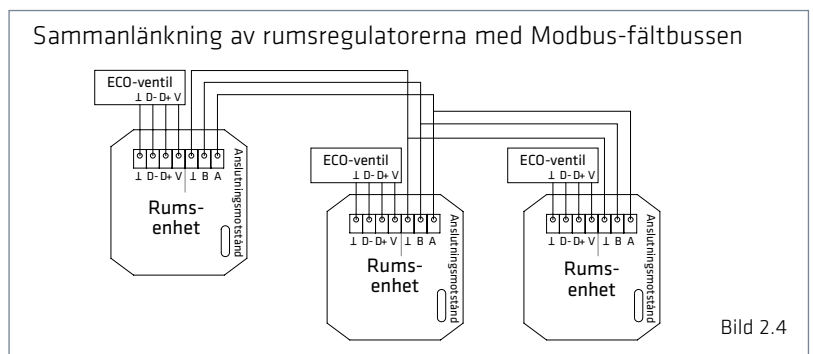 Sammanlänkning av rumsregulatorerna med Modbus-fältbussen
ECO-ventil
⊥ D- D+ V
⊥ D- D+ V ⊥ B A
Anslutningsmotstånd
Rums-
enhet
ECO-ventil
⊥ D- D+ V
⊥ D- D+ V ⊥ B A
Anslutningsmotstånd
Rums-
enhet
ECO-ventil
⊥ D- D+ V
⊥ D- D+ V ⊥ B A
Anslutningsmotstånd
Rums-
enhet
Bild 2.4